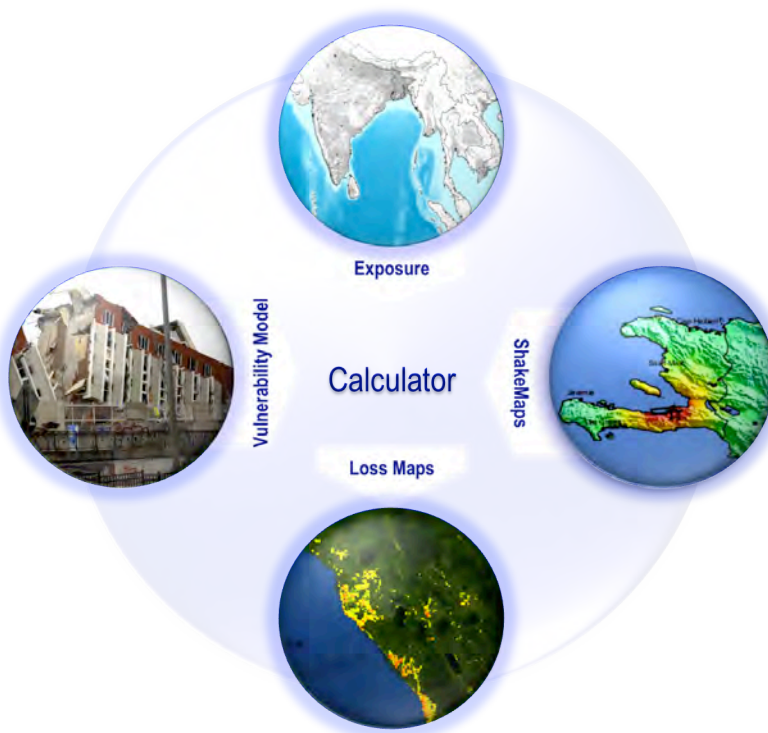 Exposure
Vulnerability Model
Calculator
ShakeMaps
Loss Maps